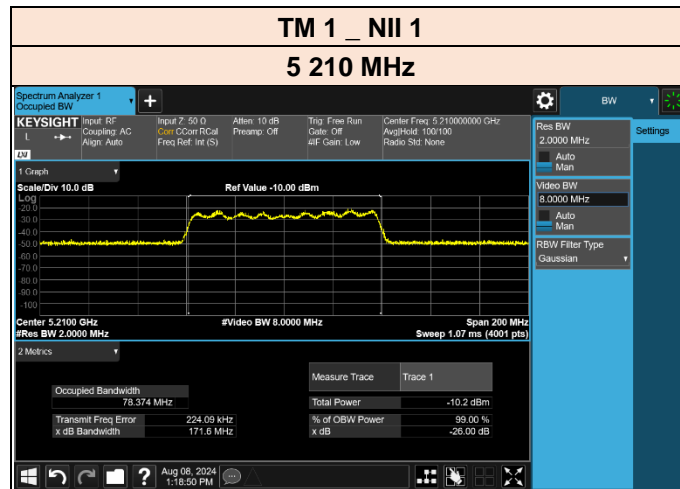 TM 1 _ NII 1
5 210 MHz
Spectrum Analyzer 1
Occupied BW
+
BW
KEYSIGHT
L
LXI
Input: RF
Coupling: AC
Align: Auto
Input Z: 50 Ω
Corr CCorr RCal
Freq Ref: Int (S)
Atten: 10 dB
Preamp: Off
Trig: Free Run
Gate: Off
#IF Gain: Low
Center Freq: 5.210000000 GHz
Avg|Hold: 100/100
Radio Std: None
Res BW
2.0000 MHz
Auto
Man
Video BW
8.0000 MHz
Auto
Man
RBW Filter Type
Gaussian
Settings
1 Graph
Scale/Div 10.0 dB
Ref Value -10.00 dBm
Log
-20.0
-30.0
-40.0
-50.0
-60.0
-70.0
-80.0
-90.0
-100
Center 5.2100 GHz
#Video BW 8.0000 MHz
Span 200 MHz
#Res BW 2.0000 MHz
Sweep 1.07 ms (4001 pts)
2 Metrics
Measure Trace Trace 1
Occupied Bandwidth
78.374 MHz
Total Power -10.2 dBm
Transmit Freq Error 224.09 kHz
% of OBW Power 99.00 %
x dB Bandwidth 171.6 MHz
x dB -26.00 dB
?
Aug 08, 2024
1:18:50 PM